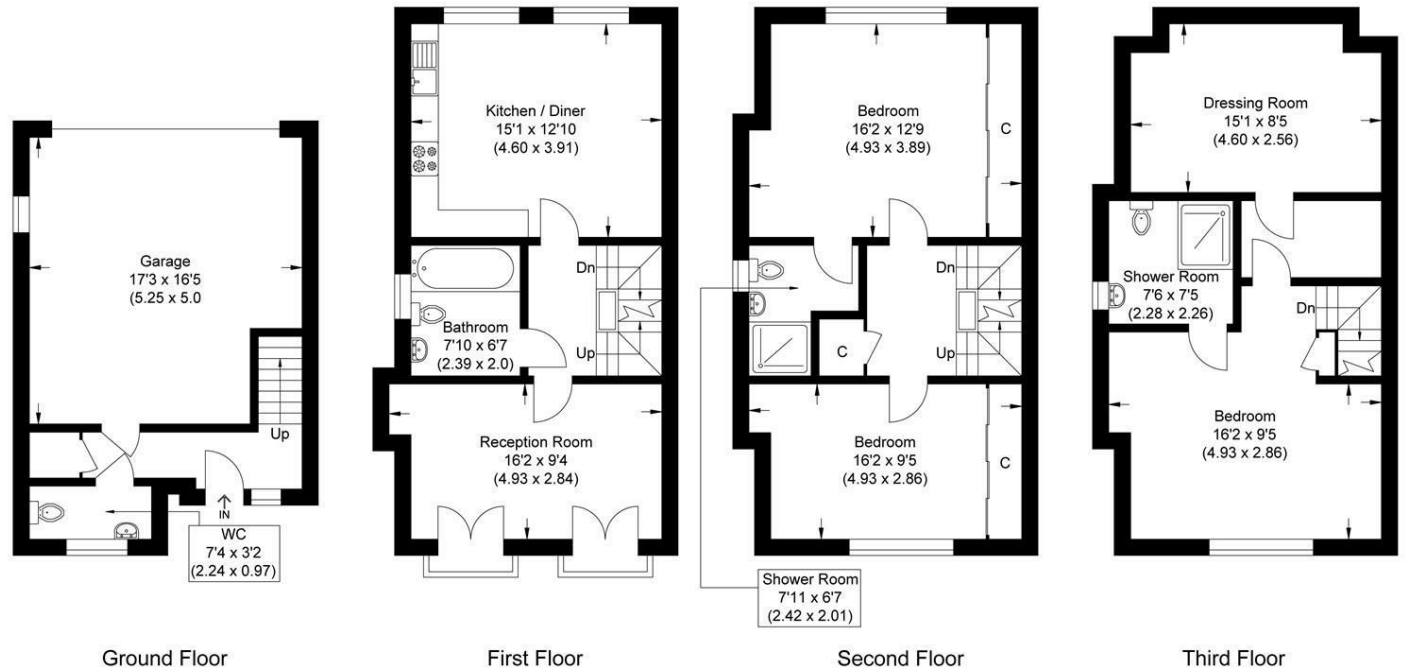 Garage
17'3 x 16'5
(5.25 x 5.0
Up
IN
WC
7'4 x 3'2
(2.24 x 0.97)
Ground Floor
Kitchen / Diner
15'1 x 12'10
(4.60 x 3.91)
Dn
Bathroom
7'10 x 6'7
(2.39 x 2.0)
Up
Reception Room
16'2 x 9'4
(4.93 x 2.84)
First Floor
Bedroom
16'2 x 12'9
(4.93 x 3.89)
C
Dn
C
Up
Bedroom
16'2 x 9'5
(4.93 x 2.86)
C
Shower Room
7'11 x 6'7
(2.42 x 2.01)
Second Floor
Dressing Room
15'1 x 8'5
(4.60 x 2.56)
Shower Room
7'6 x 7'5
(2.28 x 2.26)
Dn
Bedroom
16'2 x 9'5
(4.93 x 2.86)
Third Floor